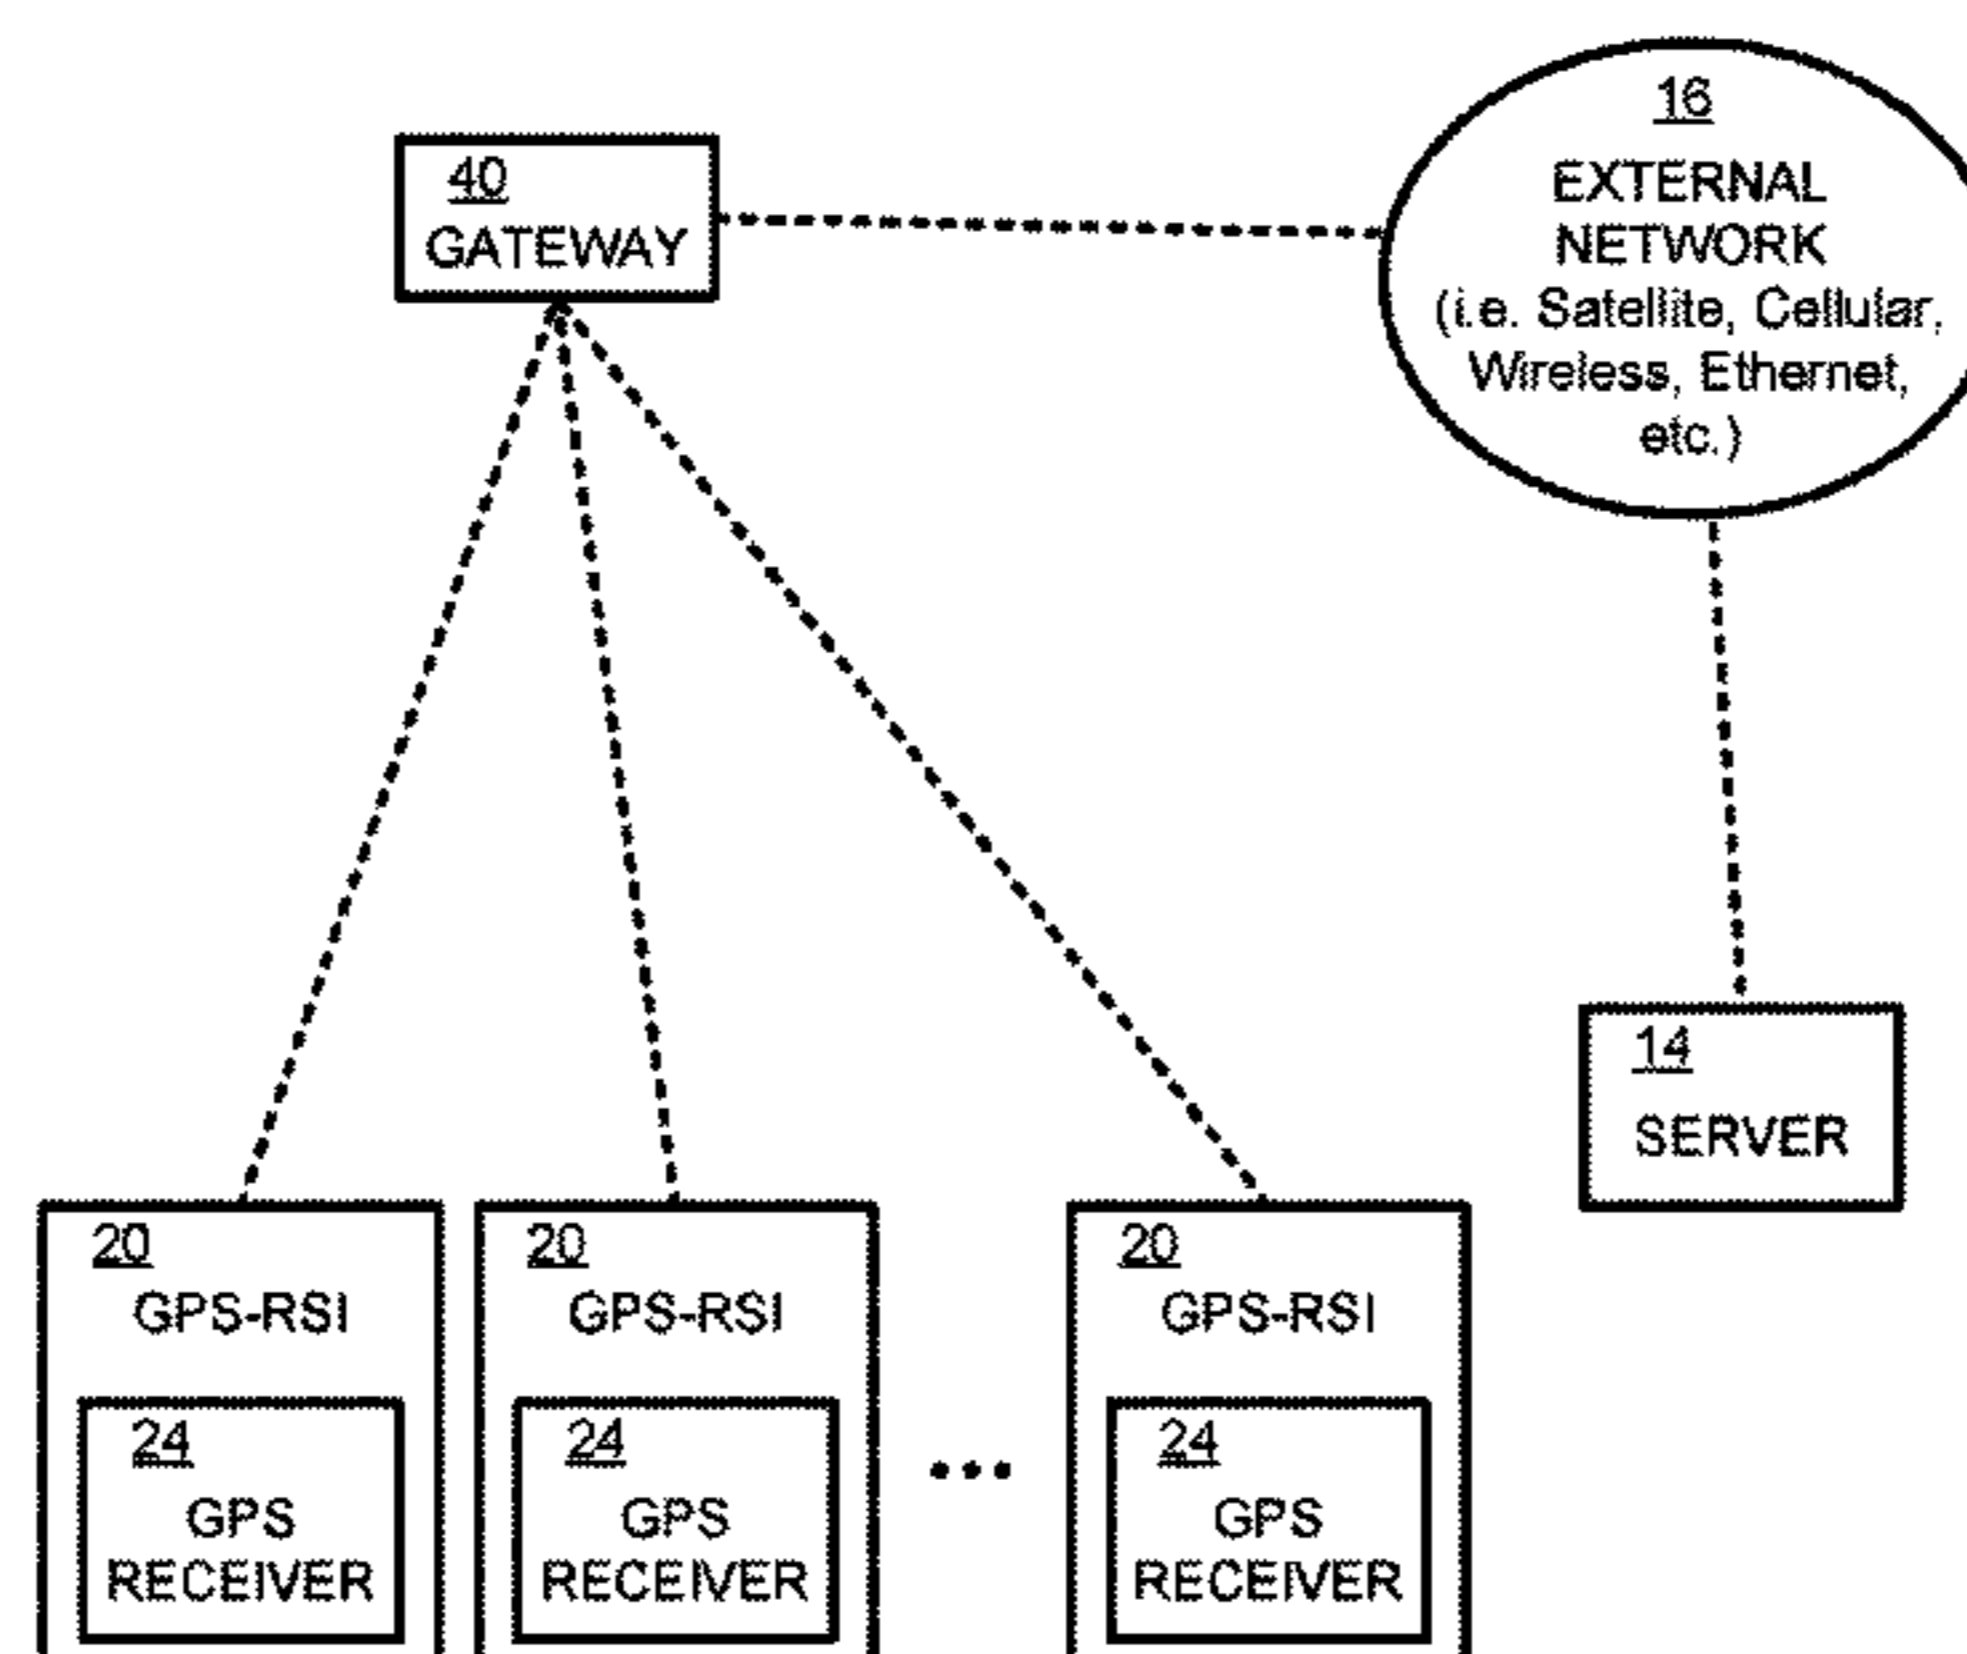 40
GATEWAY
16
EXTERNAL
NETWORK
(i.e. Satellite, Cellular,
Wireless, Ethernet,
etc.)
14
SERVER
20
GPS-RSI
24
GPS
RECEIVER
20
GPS-RSI
24
GPS
RECEIVER
...
20
GPS-RSI
24
GPS
RECEIVER